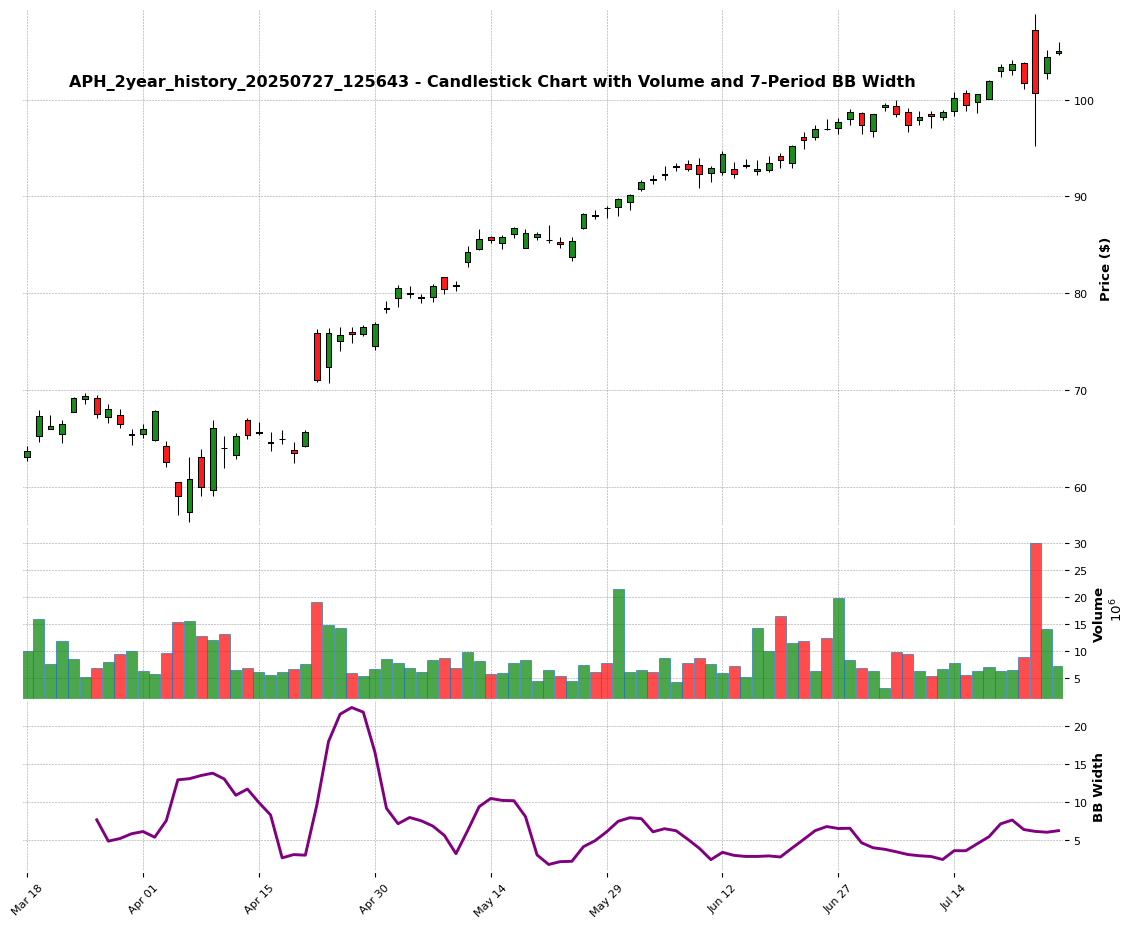 APH_2year_history_20250727_125643 - Candlestick Chart with Volume and 7-Period BB Width
100
90
80
70
60
Price ($)
30
25
20
15
10
5
Volume
10^6
20
15
10
5
BB Width
Mar 18
Apr 01
Apr 15
Apr 30
May 14
May 29
Jun 12
Jun 27
Jul 14